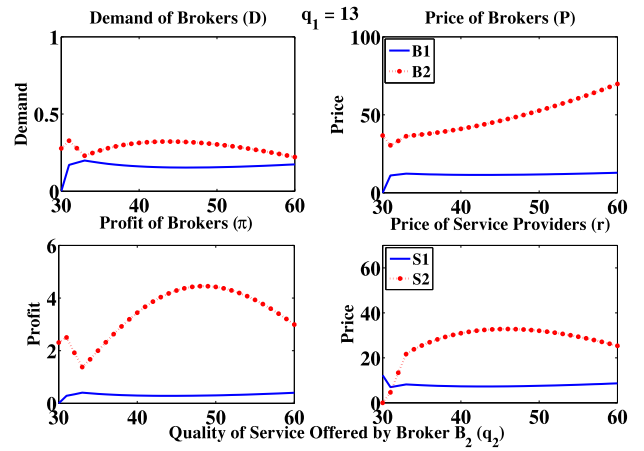 Demand of Brokers (D)
q1 = 13
Price of Brokers (P)
1
0.5
0
Demand
30
40
50
60
100
50
0
Price
B1
B2
30
40
50
60
Profit of Brokers (π)
Price of Service Providers (r)
6
4
2
0
Profit
30
40
50
60
60
40
20
0
Price
S1
S2
30
40
50
60
Quality of Service Offered by Broker B2 (q2)